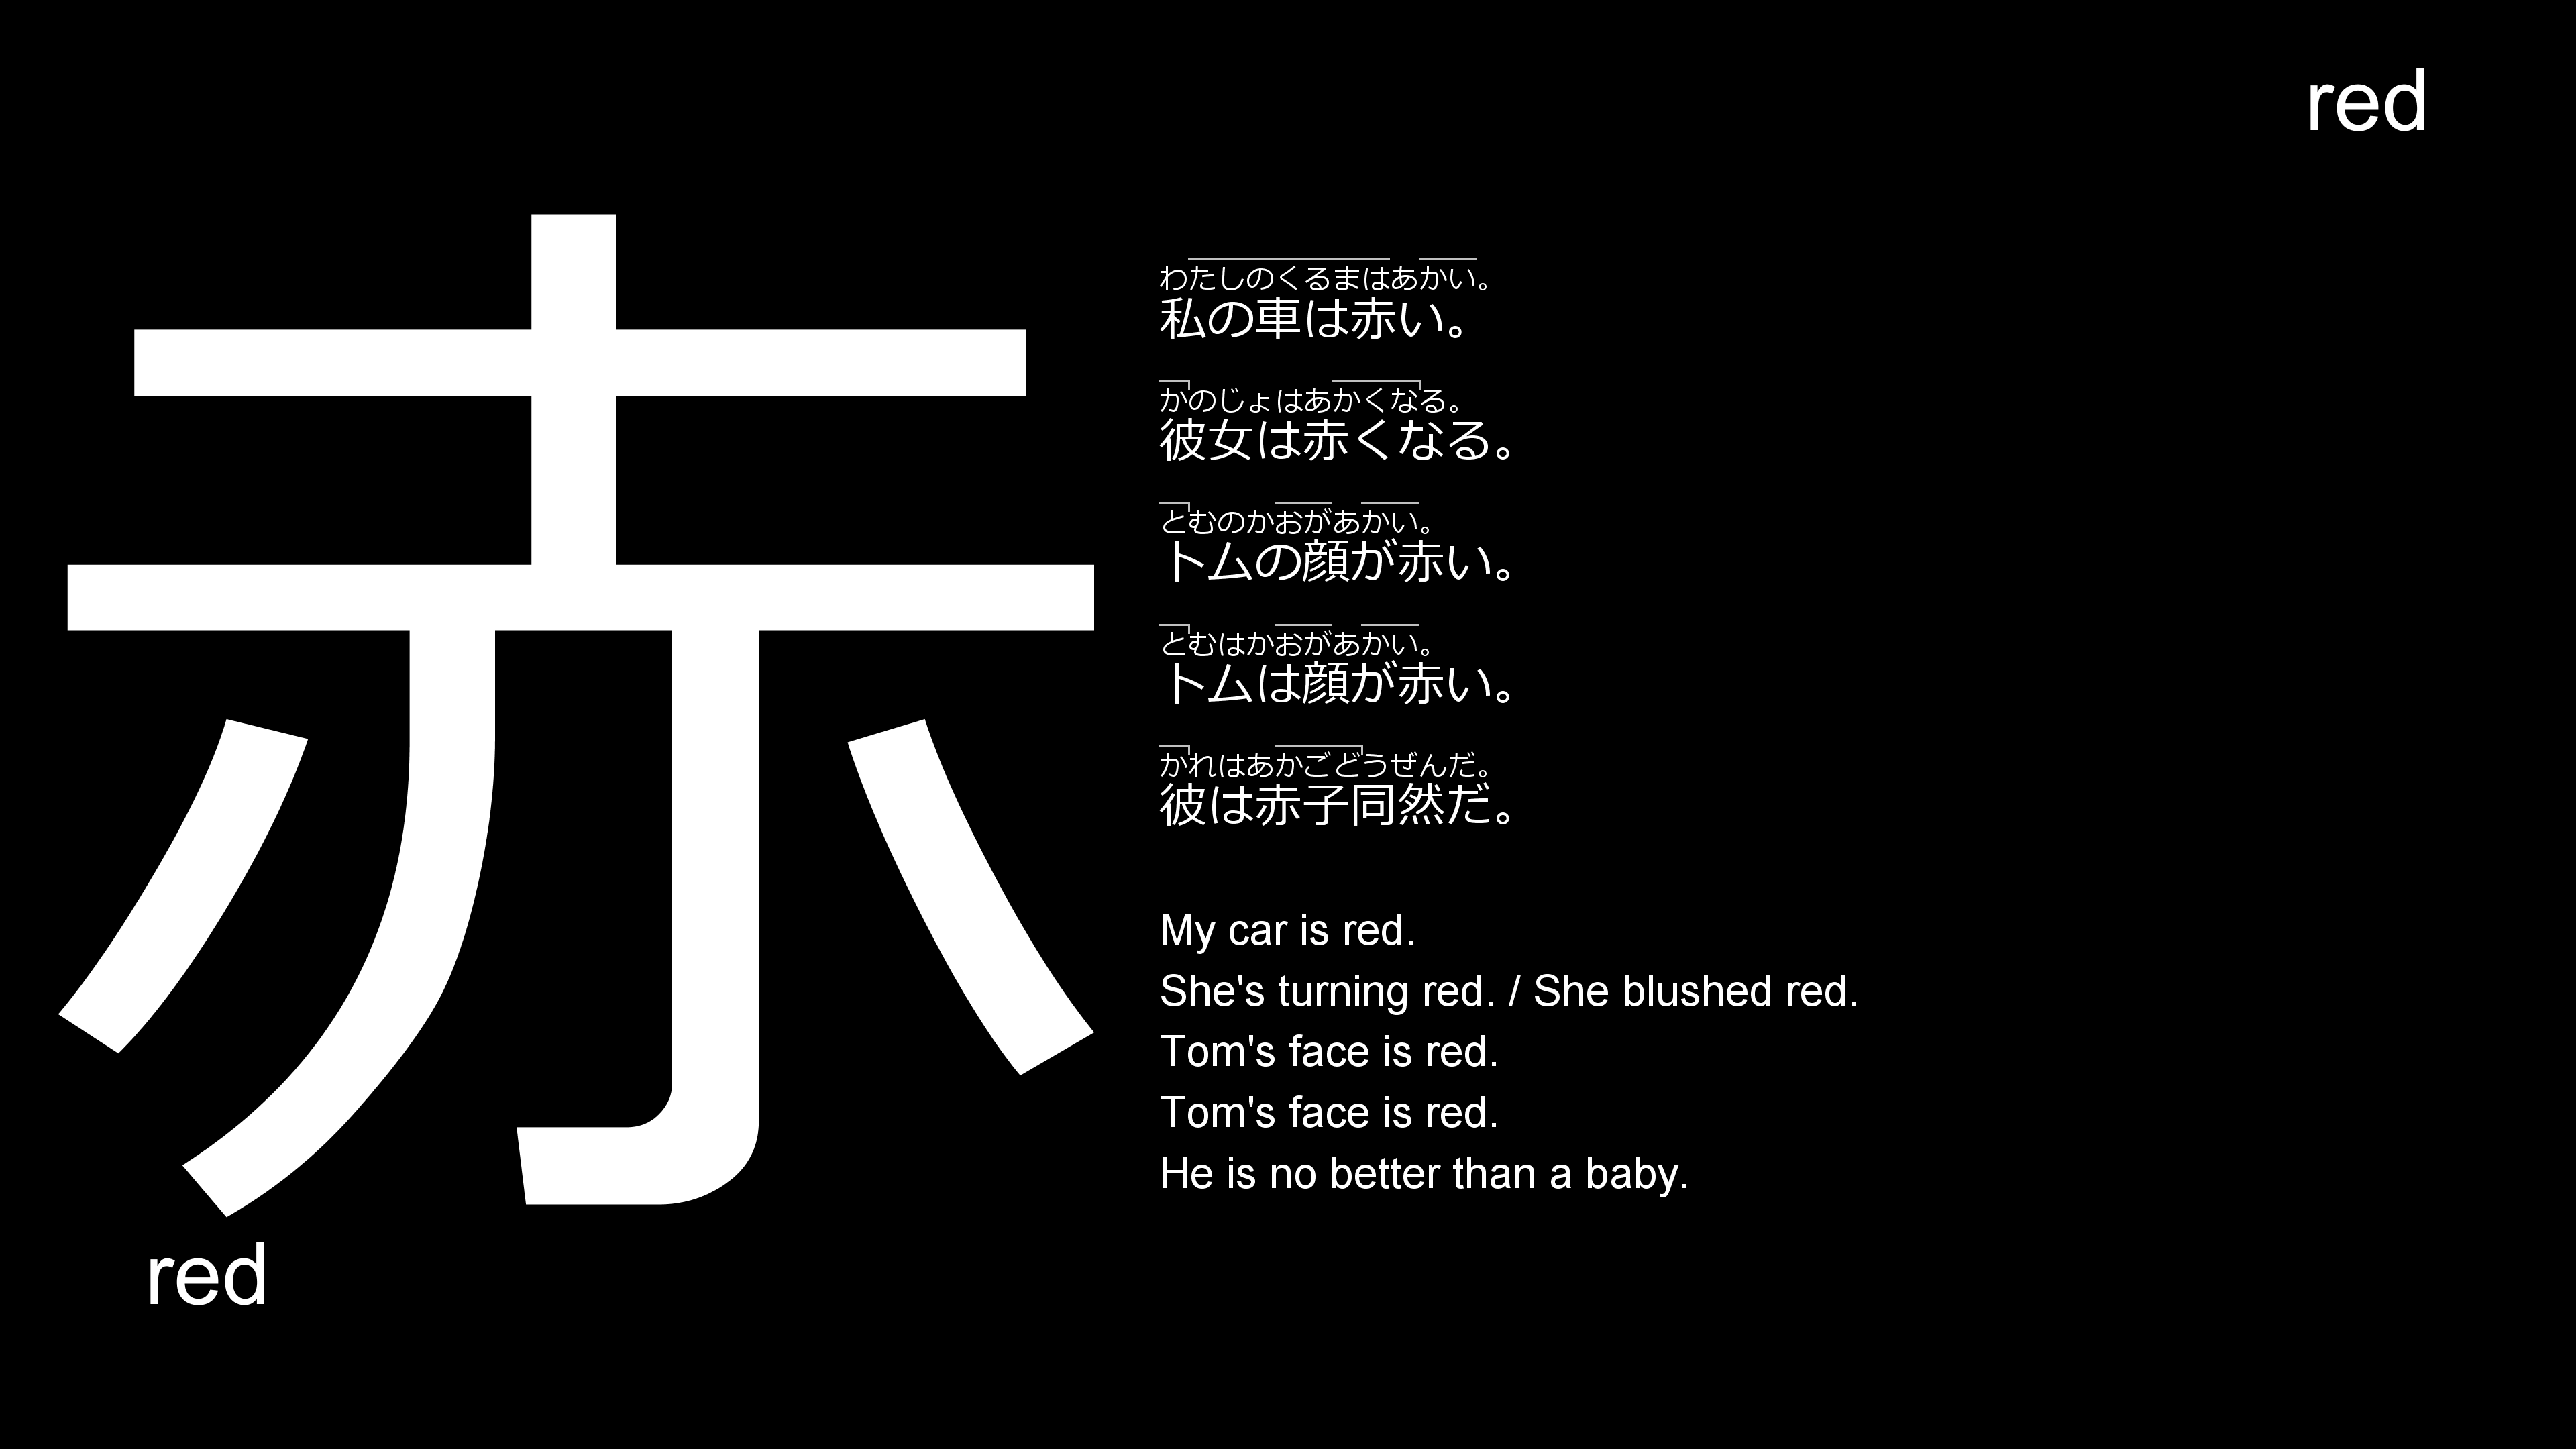 red
赤
わたしのくるまはあかい。
私の車は赤い。
かのじょはあかくなる。
彼女は赤くなる。
とむのかおがあかい。
トムの顔が赤い。
とむはかおがあかい。
トムは顔が赤い。
かれはあかごどうぜんだ。
彼は赤子同然だ。
My car is red.
She's turning red. / She blushed red.
Tom's face is red.
Tom's face is red.
He is no better than a baby.
red